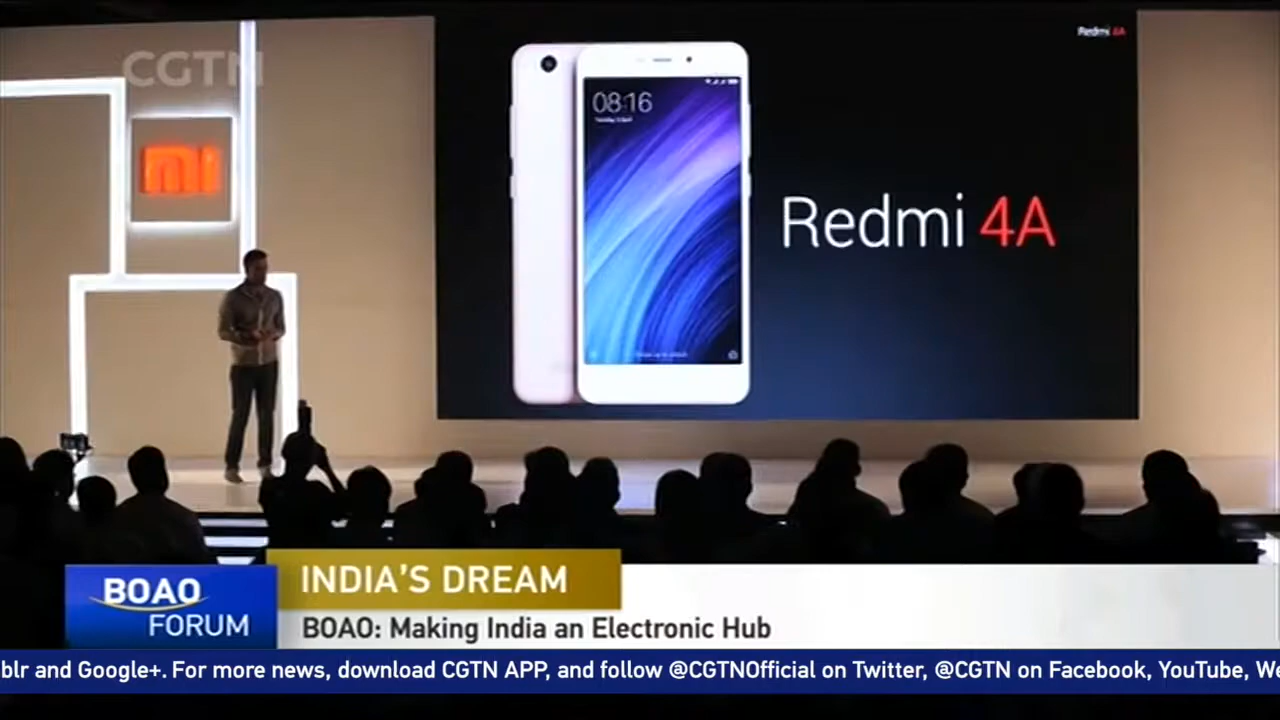 CGTN
Redmi 4A
08:16
mi
Redmi 4A
INDIA'S DREAM
BOAO FORUM
BOAO: Making India an Electronic Hub
blr and Google+. For more news, download CGTN APP, and follow @CGTNOfficial on Twitter, @CGTN on Facebook, YouTube, We